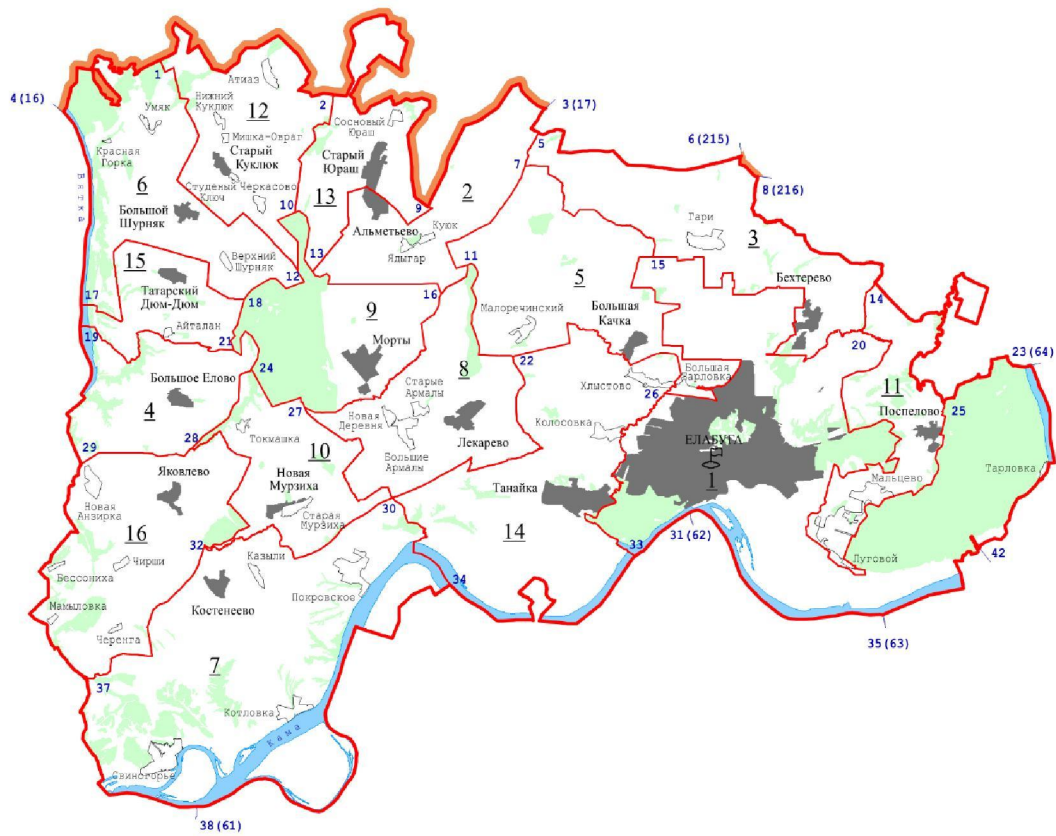 1
Атиаз
4 (16)
Нижний
Куклюк
12
2
Умяк
Сосновый
Юраш
3 (17)
Мишка-Овраг
Старый
Куклюк
Красная
Горка
Старый
Юраш
5
6 (215)
7
8 (216)
6
Студеный
Ключ
Черкасово
2
Большой
Шурняк
10
13
9
Гари
3
Альметьево
Куюк
Ядыгар
15
Верхний
Шурняк
12
13
11
15
Татарский
Дюм-Дюм
5
Бехтерево
17
18
16
14
Малореченский
Большая
Качка
19
Айталан
21
9
Морты
20
8
22
Большое Елово
24
Старые
Армалы
Хлыстово
Большая
Тарловка
23 (64)
4
27
Новая
Деревня
26
11
25
Лекарево
Поспелово
28
Токмашка
10
Колосовка
ЕЛАБУГА
29
Большие
Армалы
1
Яковлево
Новая
Мурзиха
Танайка
Тарловка
Новая
Анзирка
Старая
Мурзиха
30
Мальцево
16
32
14
31 (62)
Казыли
33
42
Чирши
Луговой
Бессониха
34
Костенеево
Покровское
Мамыловка
35 (63)
Черенга
7
37
Котловка
Кама
Свиногорье
38 (61)